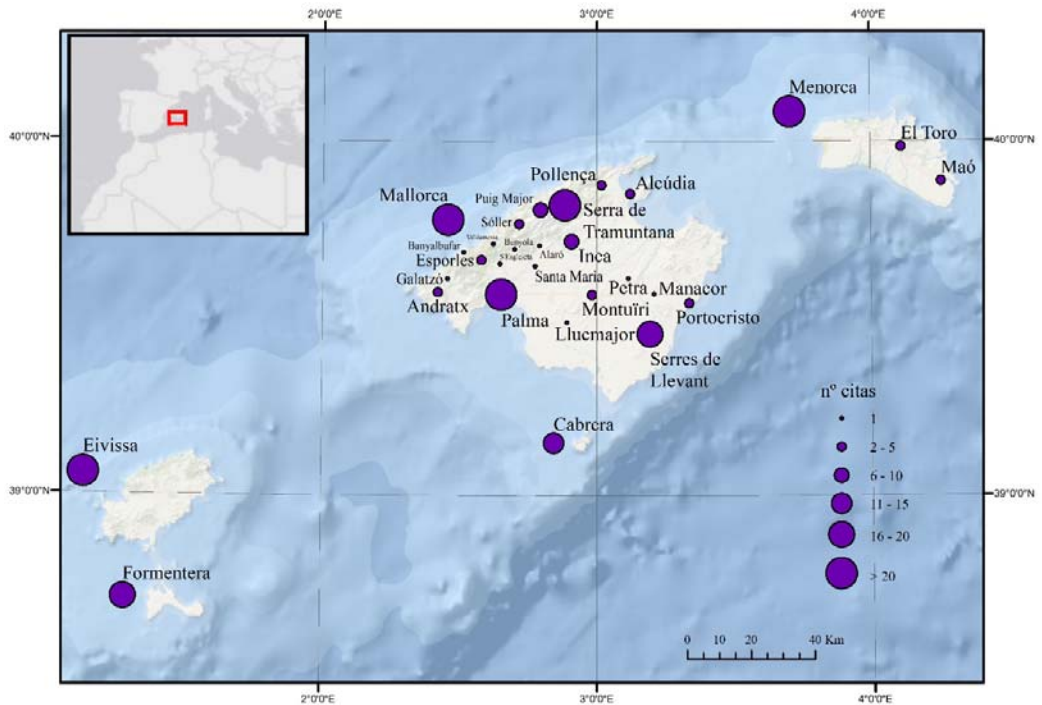 2°0'0"E
3°0'0"E
4°0'0"E
Menorca
40°0'0"N
40°0'0"N
El Toro
Maó
Pollença
Alcúdia
Mallorca
Puig Major
Serra de
Tramuntana
Sóller
Bunyola
Banyalbufar
Alaró
Inca
Esporles
Santa Maria
Galatzó
Petra
Manacor
Andratx
Montuïri
Portocristo
Palma
Llucmajor
Serres de
Llevant
nº citas
1
2 - 5
6 - 10
11 - 15
16 - 20
> 20
Cabrera
Eivissa
39°0'0"N
39°0'0"N
Formentera
0 10 20 40 Km
2°0'0"E
3°0'0"E
4°0'0"E